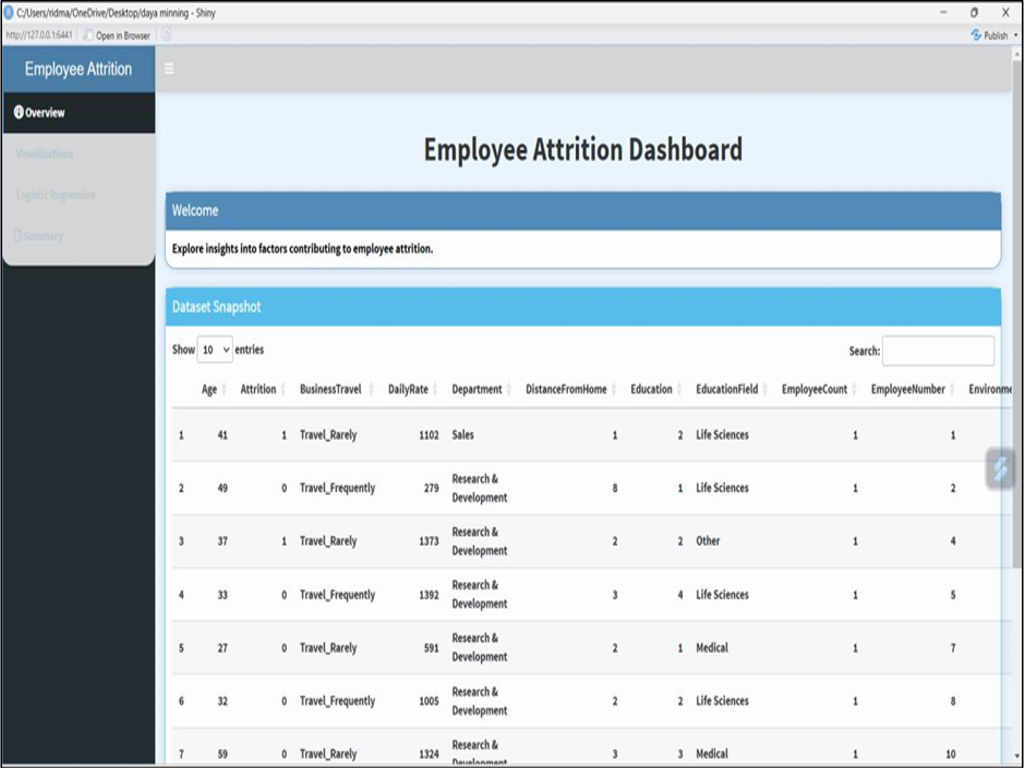 C:/Users/ridma/OneDrive/Desktop/daya minning - Shiny
http://127.0.0.1:6441 Open in Browser Publish
Employee Attrition
Overview
Visualizations
Logistic Regression
Summary
Employee Attrition Dashboard
Welcome
Explore insights into factors contributing to employee attrition.
Dataset Snapshot
Show 10 entries Search:
Age Attrition BusinessTravel DailyRate Department DistanceFromHome Education EducationField EmployeeCount EmployeeNumber Environme
1 41 1 Travel_Rarely 1102 Sales 1 2 Life Sciences 1 1
2 49 0 Travel_Frequently 279 Research & 8 1 Life Sciences 1 2
Development
3 37 1 Travel_Rarely 1373 Research & 2 2 Other 1 4
Development
4 33 0 Travel_Frequently 1392 Research & 3 4 Life Sciences 1 5
Development
5 27 0 Travel_Rarely 591 Research & 2 1 Medical 1 7
Development
6 32 0 Travel_Frequently 1005 Research & 2 2 Life Sciences 1 8
Development
7 59 0 Travel_Rarely 1324 Research & 3 3 Medical 1 10
Development